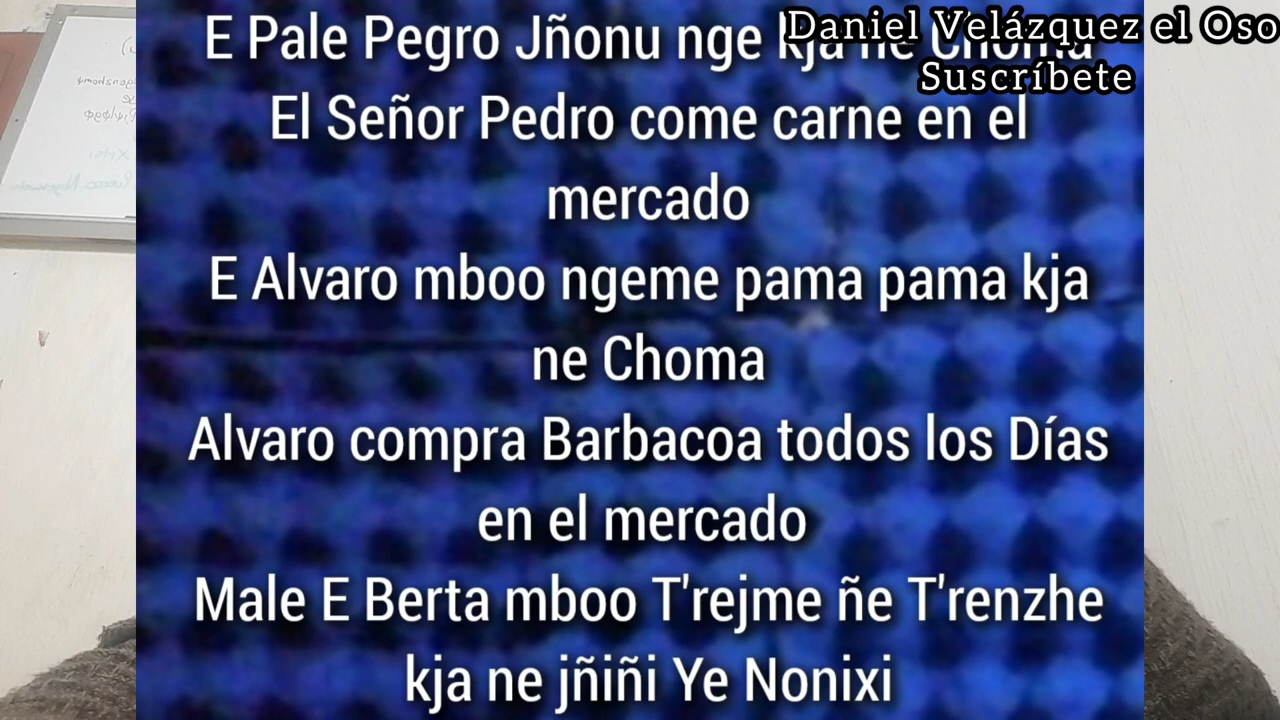 E Pale Pegro Jñonu nge kja ne Choma
Daniel Velázquez el Oso
Suscríbete
El Señor Pedro come carne en el
mercado
E Alvaro mboo ngeme pama pama kja
ne Choma
Alvaro compra Barbacoa todos los Días
en el mercado
Male E Berta mboo T'rejme ñe T'renzhe
kja ne jñiñi Ye Nonixi